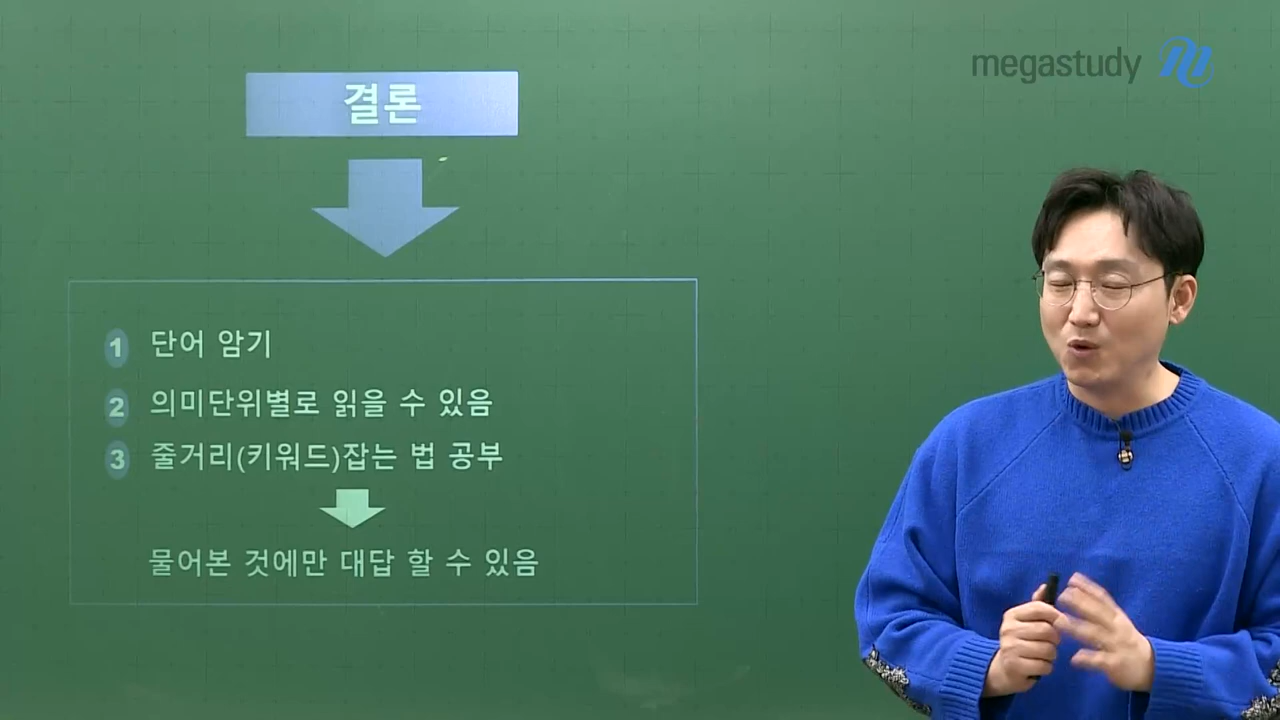 megastudy
결론
1 단어 암기
2 의미단위별로 읽을 수 있음
3 줄거리(키워드)잡는 법 공부
물어본 것에만 대답 할 수 있음